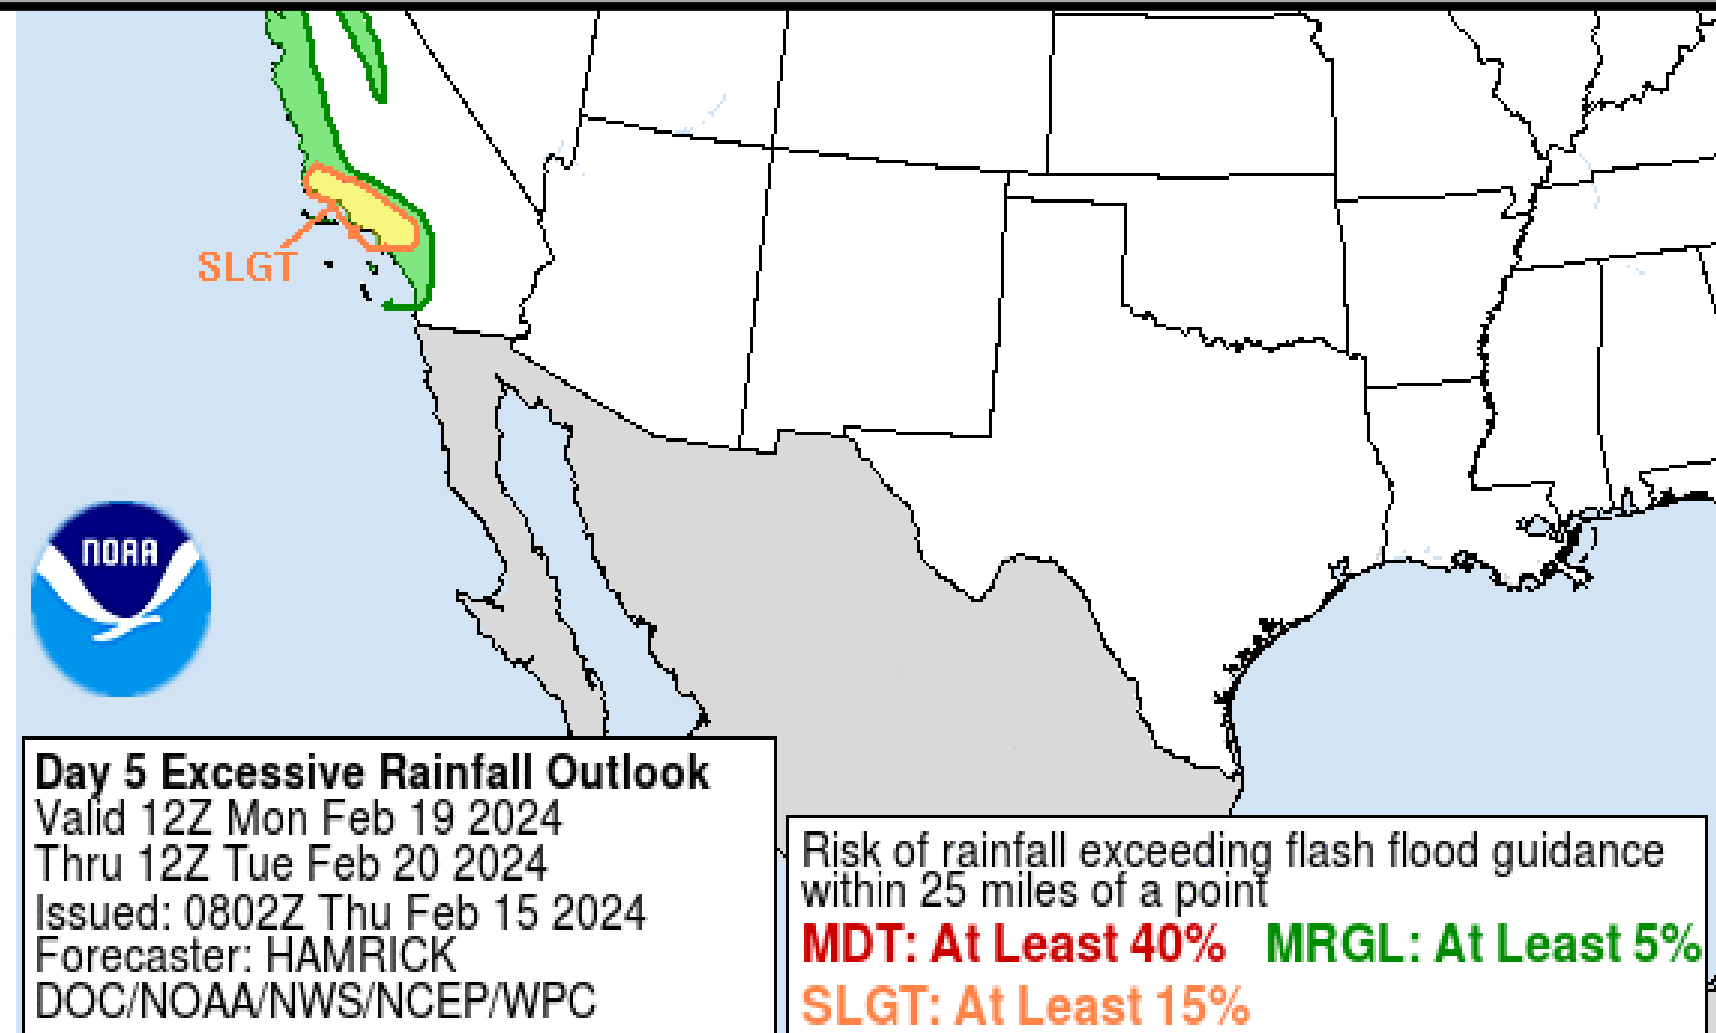 SLGT
NOAA
Day 5 Excessive Rainfall Outlook
Valid 12Z Mon Feb 19 2024
Thru 12Z Tue Feb 20 2024
Issued: 0802Z Thu Feb 15 2024
Forecaster: HAMRICK
DOC/NOAA/NWS/NCEP/WPC
Risk of rainfall exceeding flash flood guidance
within 25 miles of a point
MDT: At Least 40% MRGL: At Least 5%
SLGT: At Least 15%